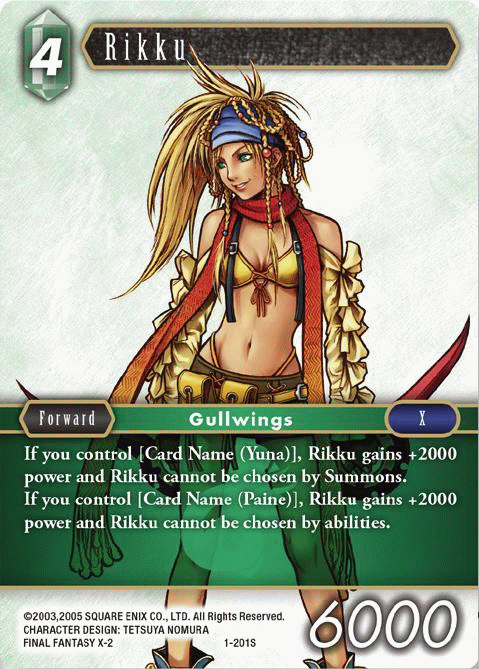 4
Rikku
Forward
Gullwings
X
If you control [Card Name (Yuna)], Rikku gains +2000
power and Rikku cannot be chosen by Summons.
If you control [Card Name (Paine)], Rikku gains +2000
power and Rikku cannot be chosen by abilities.
©2003,2005 SQUARE ENIX CO., LTD. All Rights Reserved.
CHARACTER DESIGN: TETSUYA NOMURA
FINAL FANTASY X-2
1-201S
6000